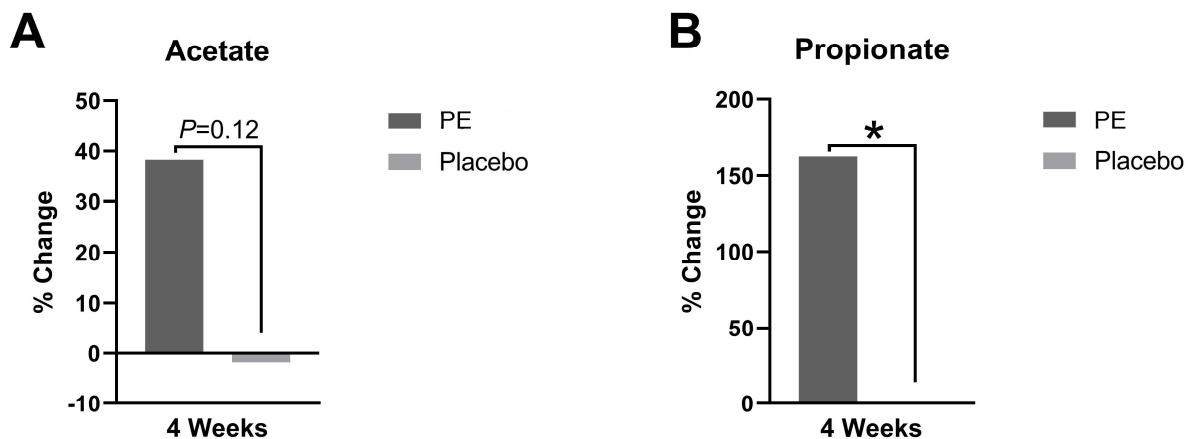 A
Acetate
50
40
30
20
10
0
-10
% Change
P=0.12
4 Weeks
PE
Placebo
B
Propionate
200
150
100
50
0
% Change
*
4 Weeks
PE
Placebo